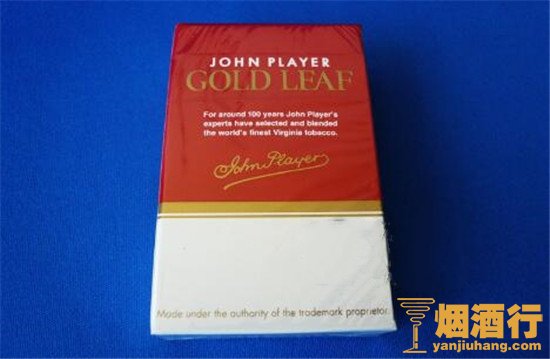 JOHN PLAYER
GOLD LEAF
For around 100 years John Player's
experts have selected and blended
the world's finest Virginia tobacco.
John Player
Made under the authority of the trademark proprietor.
烟酒行
yanjiuhang.com